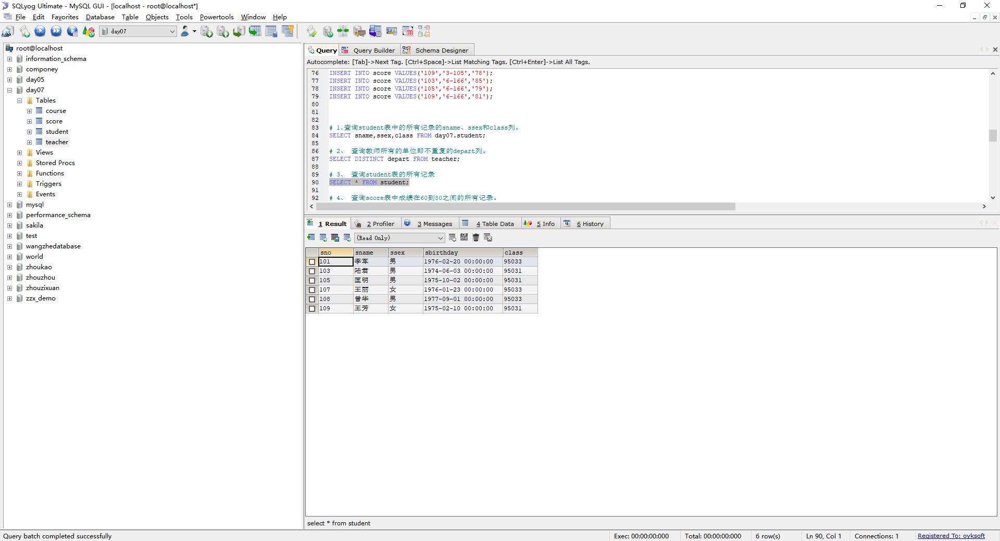 SQLyog Ultimate - MySQL GUI - [localhost - root@localhost*]
File Edit Favorites Database Table Objects Tools Powertools Window Help
day07
root@localhost
information_schema
componey
day05
day07
Tables
course
score
student
teacher
Views
Stored Procs
Functions
Triggers
Events
mysql
performance_schema
sakila
test
wangzhedatabase
world
zhoukao
zhouzhou
zhouzixuan
zzx_demo
Query Query Builder Schema Designer
Autocomplete: [Tab]->Next Tag. [Ctrl+Space]->List Matching Tags. [Ctrl+Enter]->List All Tags.
76 INSERT INTO score VALUES('109','3-105','78');
77 INSERT INTO score VALUES('103','6-166','85');
78 INSERT INTO score VALUES('105','6-166','79');
79 INSERT INTO score VALUES('109','6-166','81');
80
81
82
83 # 1.查询student表中的所有记录的sname、ssex和class列。
84 SELECT sname,ssex,class FROM day07.student;
85
86 # 2、 查询教师所有的单位即不重复的depart列。
87 SELECT DISTINCT depart FROM teacher;
88
89 # 3、 查询student表的所有记录
90 SELECT * FROM student;
91
92 # 4、 查询score表中成绩在60到80之间的所有记录。
1 Result 2 Profiler 3 Messages 4 Table Data 5 Info 6 History
(Read Only)
sno sname ssex sbirthday class
101 李军 男 1976-02-20 00:00:00 95033
103 陆君 男 1974-06-03 00:00:00 95031
105 匡明 男 1975-10-02 00:00:00 95031
107 王丽 女 1976-01-23 00:00:00 95033
108 曾华 男 1977-09-01 00:00:00 95033
109 王芳 女 1975-02-10 00:00:00 95031
select * from student
Query batch completed successfully Exec: 00:00:00:000 Total: 00:00:00:000 6 row(s) Ln 90, Col 1 Connections: 1 Registered To: oyksoft